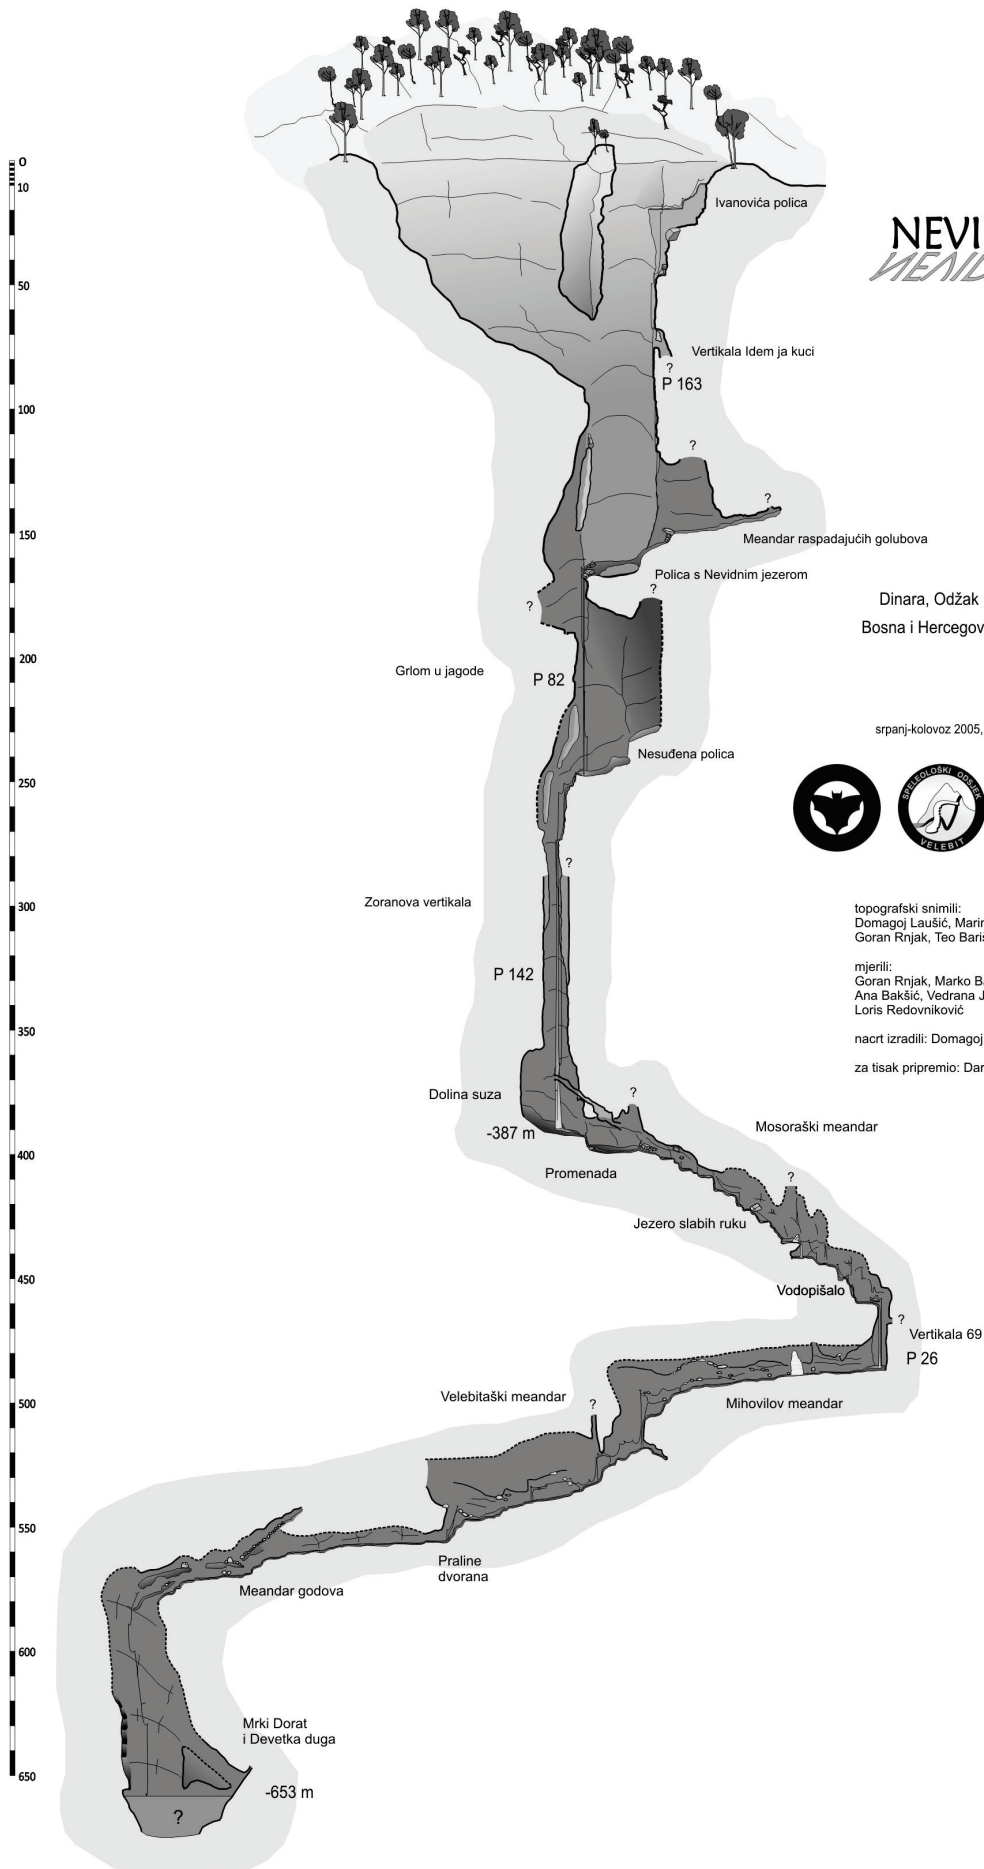 0
10
50
100
150
200
250
300
350
400
450
500
550
600
650
Ivanovića polica
NEVI
Vertikala Idem ja kuci
?
P 163
?
?
Meandar raspadajućih golubova
Polica s Nevidnim jezerom
?
?
Dinara, Odžak
Bosna i Hercegov
Grlom u jagode
P 82
srpanj-kolovoz 2005,
Nesuđena polica
SPELEOLOŠKI ODSJEK
VELEBIT
?
Zoranova vertikala
topografski snimili:
Domagoj Laušić, Marin
Goran Rnjak, Teo Baris
mjerili:
Goran Rnjak, Marko B
Ana Bakšić, Vedrana J
Loris Redovniković
nacrt izradili: Domagoj
za tisak pripremio: Dar
P 142
Dolina suza
?
-387 m
Mosoraški meandar
Promenada
?
Jezero slabih ruku
Vodopišalo
?
Vertikala 69
P 26
Velebitaški meandar
?
Mihovilov meandar
Praline
dvorana
Meandar godova
Mrki Dorat
i Devetka duga
-653 m
?